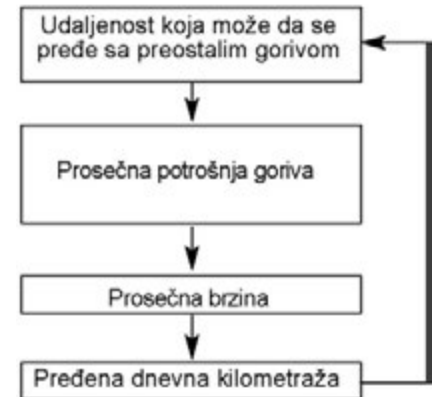 Udaljenost koja može da se
pređe sa preostalim gorivom
Prosečna potrošnja goriva
Prosečna brzina
Pređena dnevna kilometraža